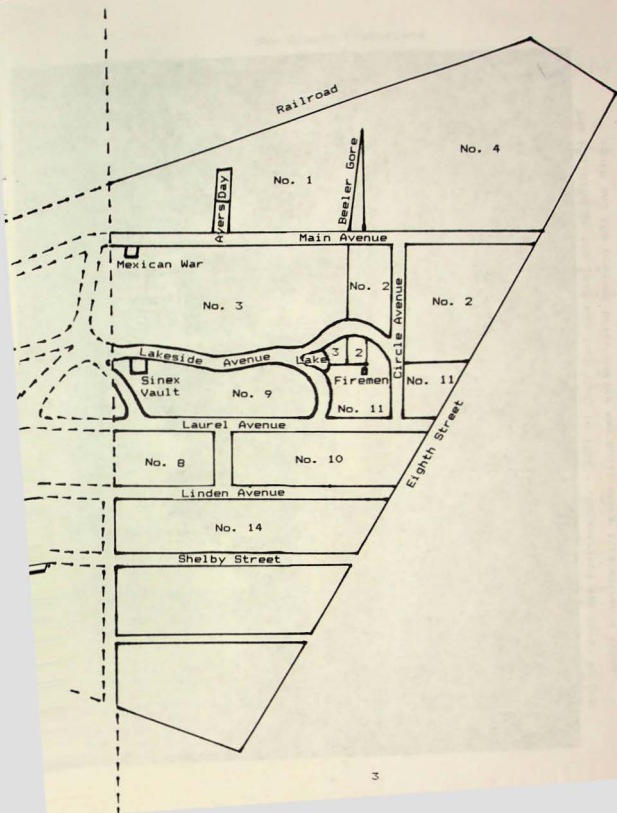 Railroad
No. 4
No. 1
Ayers Day
Beeler Gore
Main Avenue
Mexican War
No. 3
No. 2
No. 2
Circle Avenue
Lakeside Avenue
Lake
3
2
Sinex
Vault
No. 9
Firemen
No. 11
No. 11
Laurel Avenue
No. 8
No. 10
Eighth Street
Linden Avenue
No. 14
Shelby Street
3